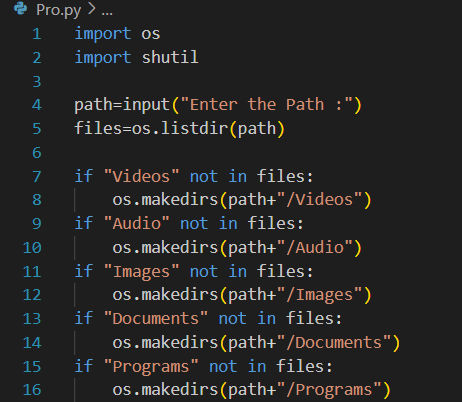 Pro.py > ...
1 import os
2 import shutil
3
4 path=input("Enter the Path :")
5 files=os.listdir(path)
6
7 if "Videos" not in files:
8     os.makedirs(path+"/Videos")
9 if "Audio" not in files:
10     os.makedirs(path+"/Audio")
11 if "Images" not in files:
12     os.makedirs(path+"/Images")
13 if "Documents" not in files:
14     os.makedirs(path+"/Documents")
15 if "Programs" not in files:
16     os.makedirs(path+"/Programs")